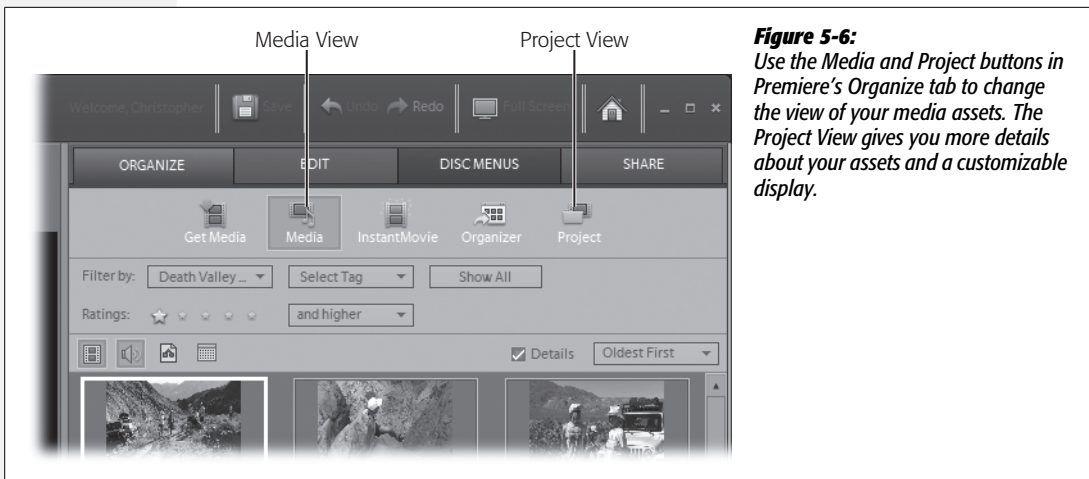 Media View Project View
Welcome, Christopher Save Undo Redo Full Screen
ORGANIZE EDIT DISC MENUS SHARE
Get Media Media InstantMovie Organizer Project
Filter by: Death Valley ... Select Tag Show All
Ratings: and higher
Details Oldest First
Figure 5-6:
Use the Media and Project buttons in
Premiere's Organize tab to change
the view of your media assets. The
Project View gives you more details
about your assets and a customizable
display.